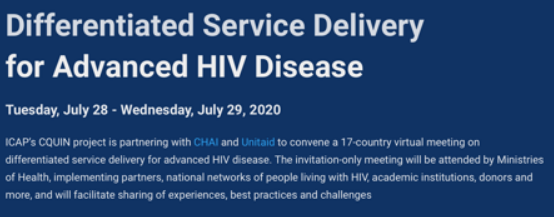 Differentiated Service Delivery
for Advanced HIV Disease
Tuesday, July 28 - Wednesday, July 29, 2020
ICAP's CQUIN project is partnering with CHAI and Unitaid to convene a 17-country virtual meeting on
differentiated service delivery for advanced HIV disease. The invitation-only meeting will be attended by Ministries
of Health, implementing partners, national networks of people living with HIV, academic institutions, donors and
more, and will facilitate sharing of experiences, best practices and challenges